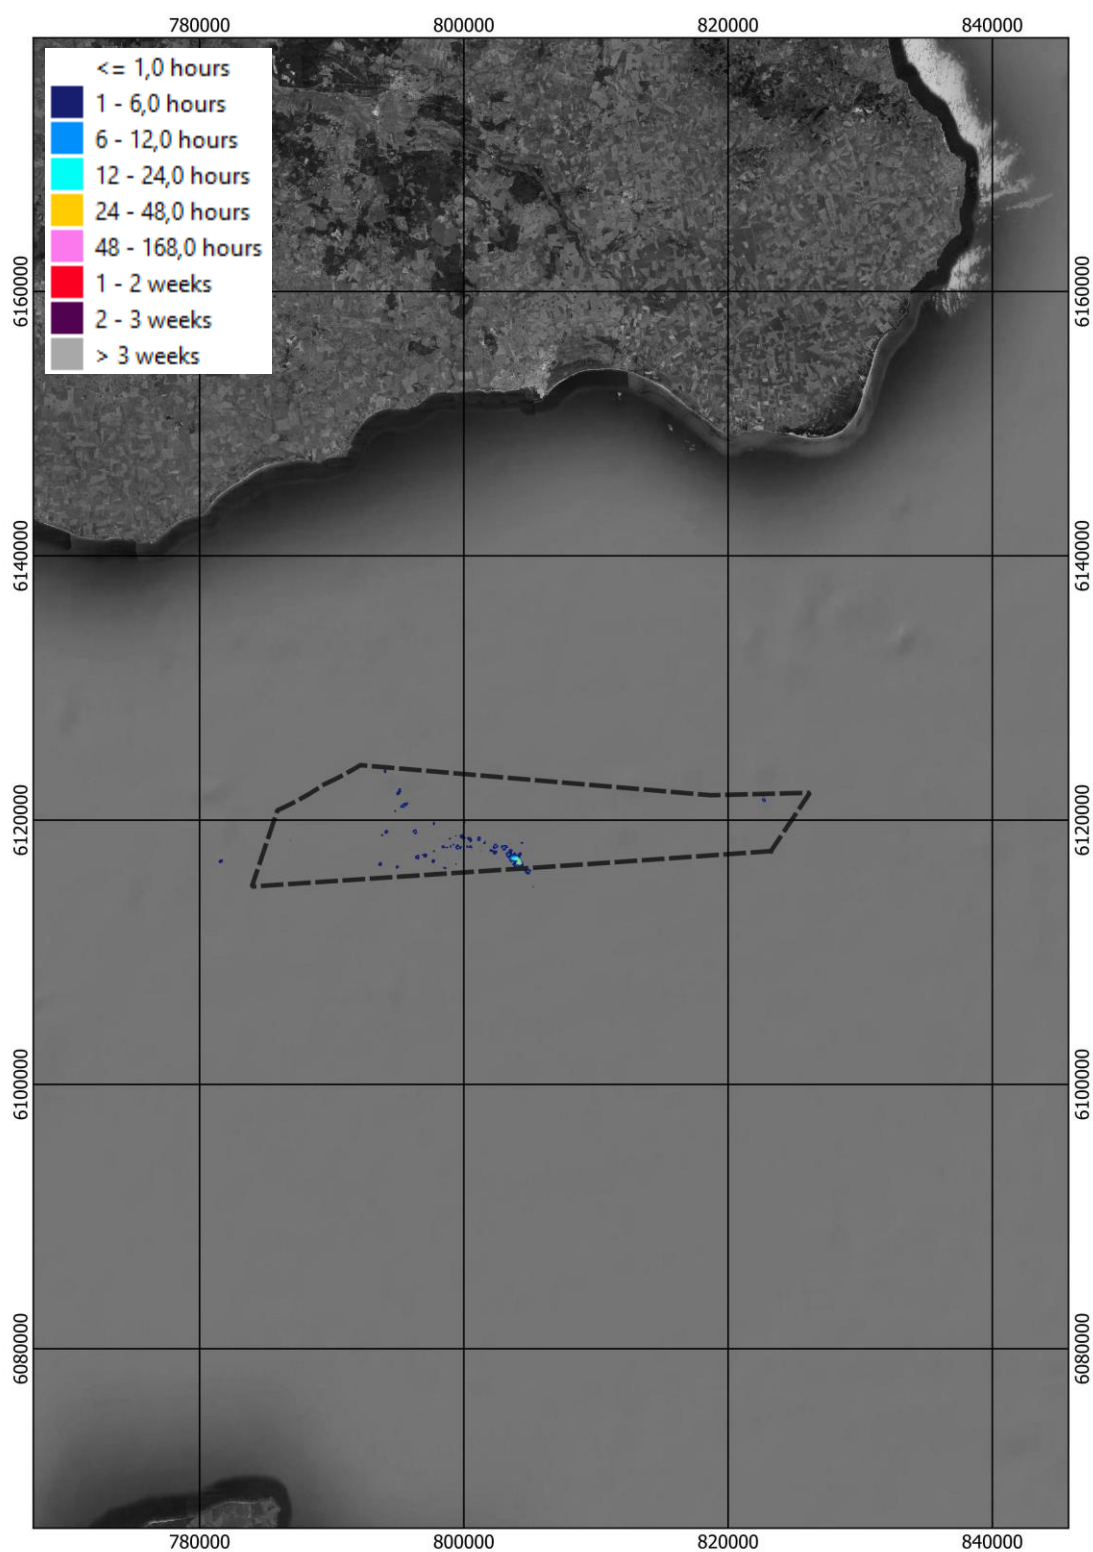 780000 800000 820000 840000
<= 1,0 hours
1 - 6,0 hours
6 - 12,0 hours
12 - 24,0 hours
24 - 48,0 hours
48 - 168,0 hours
1 - 2 weeks
2 - 3 weeks
> 3 weeks
6160000 6160000
6140000 6140000
6120000 6120000
6100000 6100000
6080000 6080000
780000 800000 820000 840000